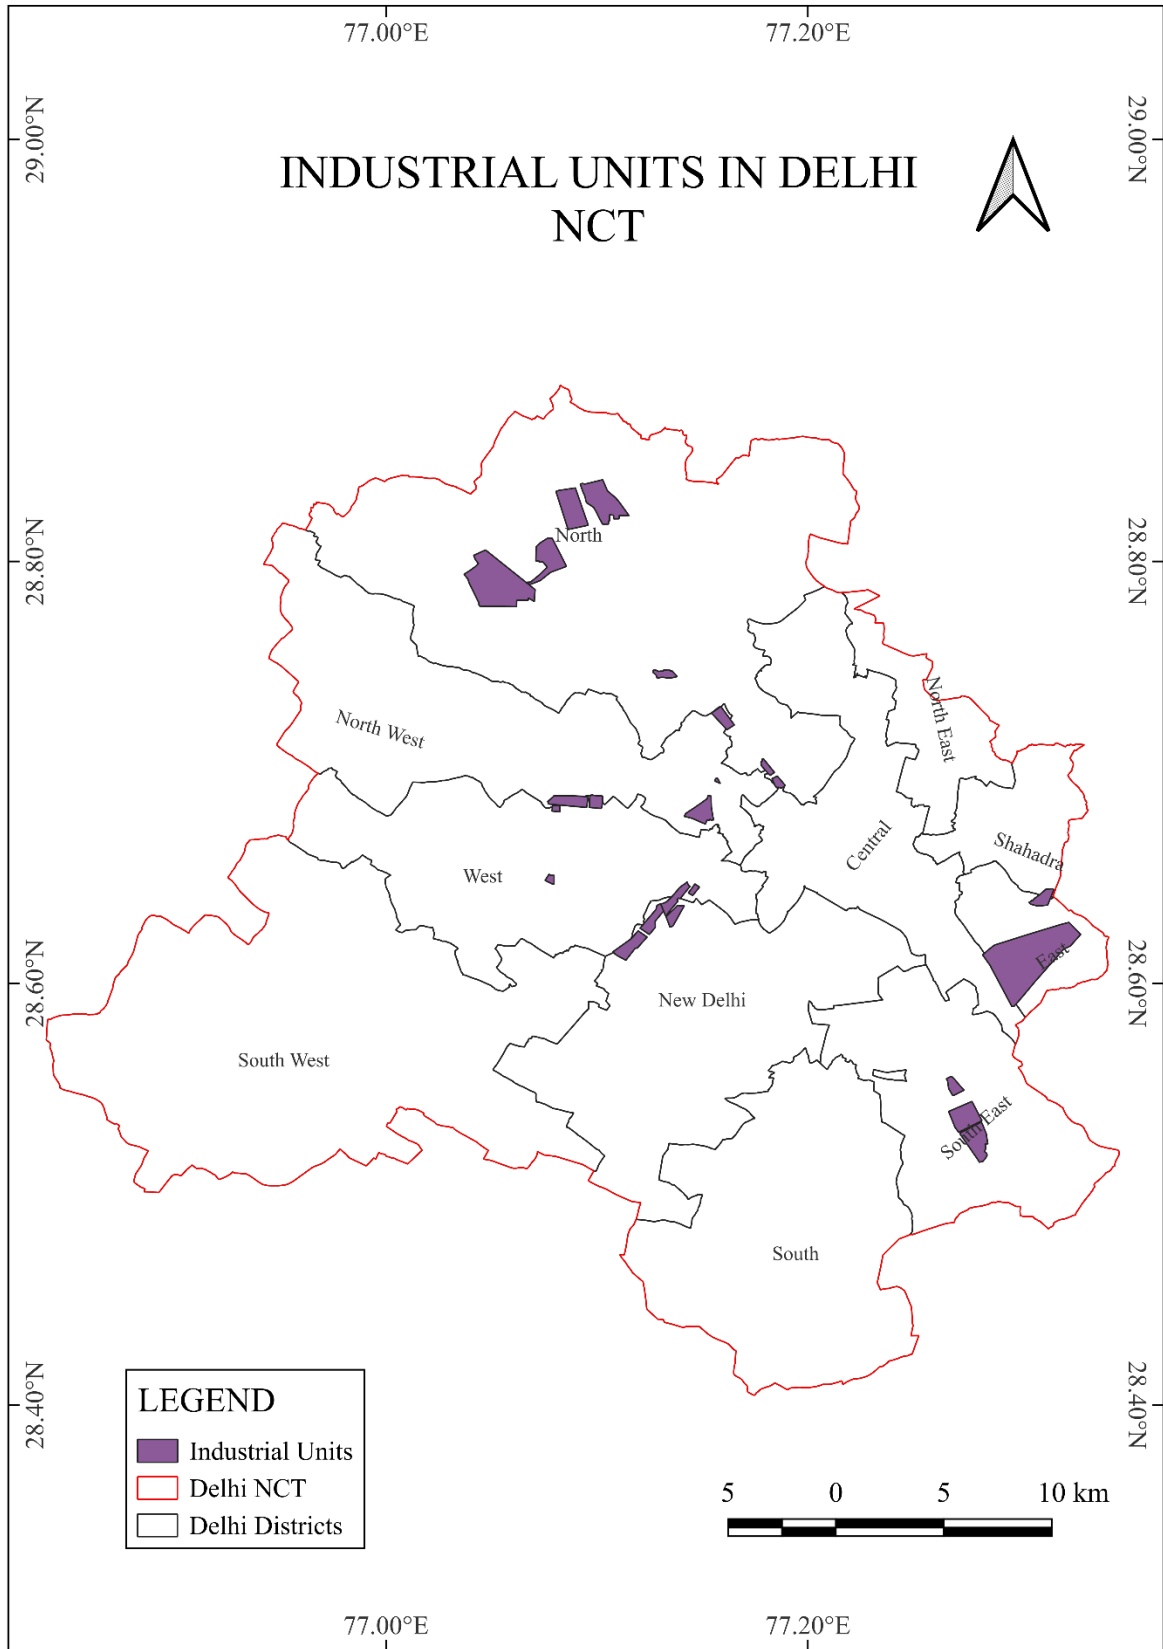 77.00°E 77.20°E
29.00°N 29.00°N
INDUSTRIAL UNITS IN DELHI
NCT
28.80°N 28.80°N
North
North East
North West
Central
Shahadra
West
East
28.60°N 28.60°N
New Delhi
South West
South East
South
28.40°N 28.40°N
LEGEND
Industrial Units
Delhi NCT
Delhi Districts
5 0 5 10 km
77.00°E 77.20°E